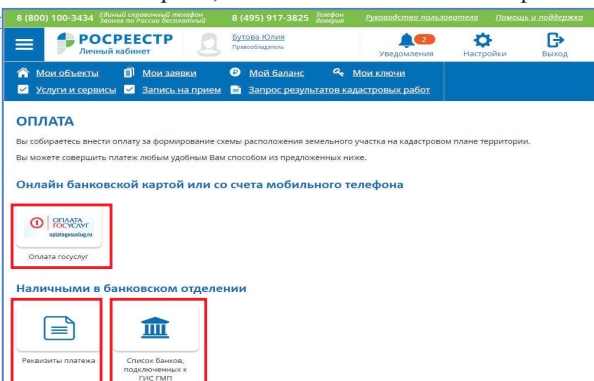 8 (800) 100-3434 Единый справочный телефон Звонок по России бесплатный 8 (495) 917-3825 Телефон доверия Руководство пользователя Помощь и поддержка
РОСРЕЕСТР
Личный кабинет
Бутова Юлия
Правообладатель
2
Уведомления Настройки Выход
Мои объекты Мои заявки Мой баланс Мои ключи
Услуги и сервисы Запись на прием Запрос результатов кадастровых работ
ОПЛАТА
Вы собираетесь внести оплату за формирование схемы расположения земельного участка на кадастровом плане территории.
Вы можете совершить платеж любым удобным Вам способом из предложенных ниже.
Онлайн банковской картой или со счета мобильного телефона
ОПЛАТА
ГОСУСЛУГ
oplatagosuslug.ru
Оплата госуслуг
Наличными в банковском отделении
Реквизиты платежа
Список банков,
подключенных к
ГИС ГМП